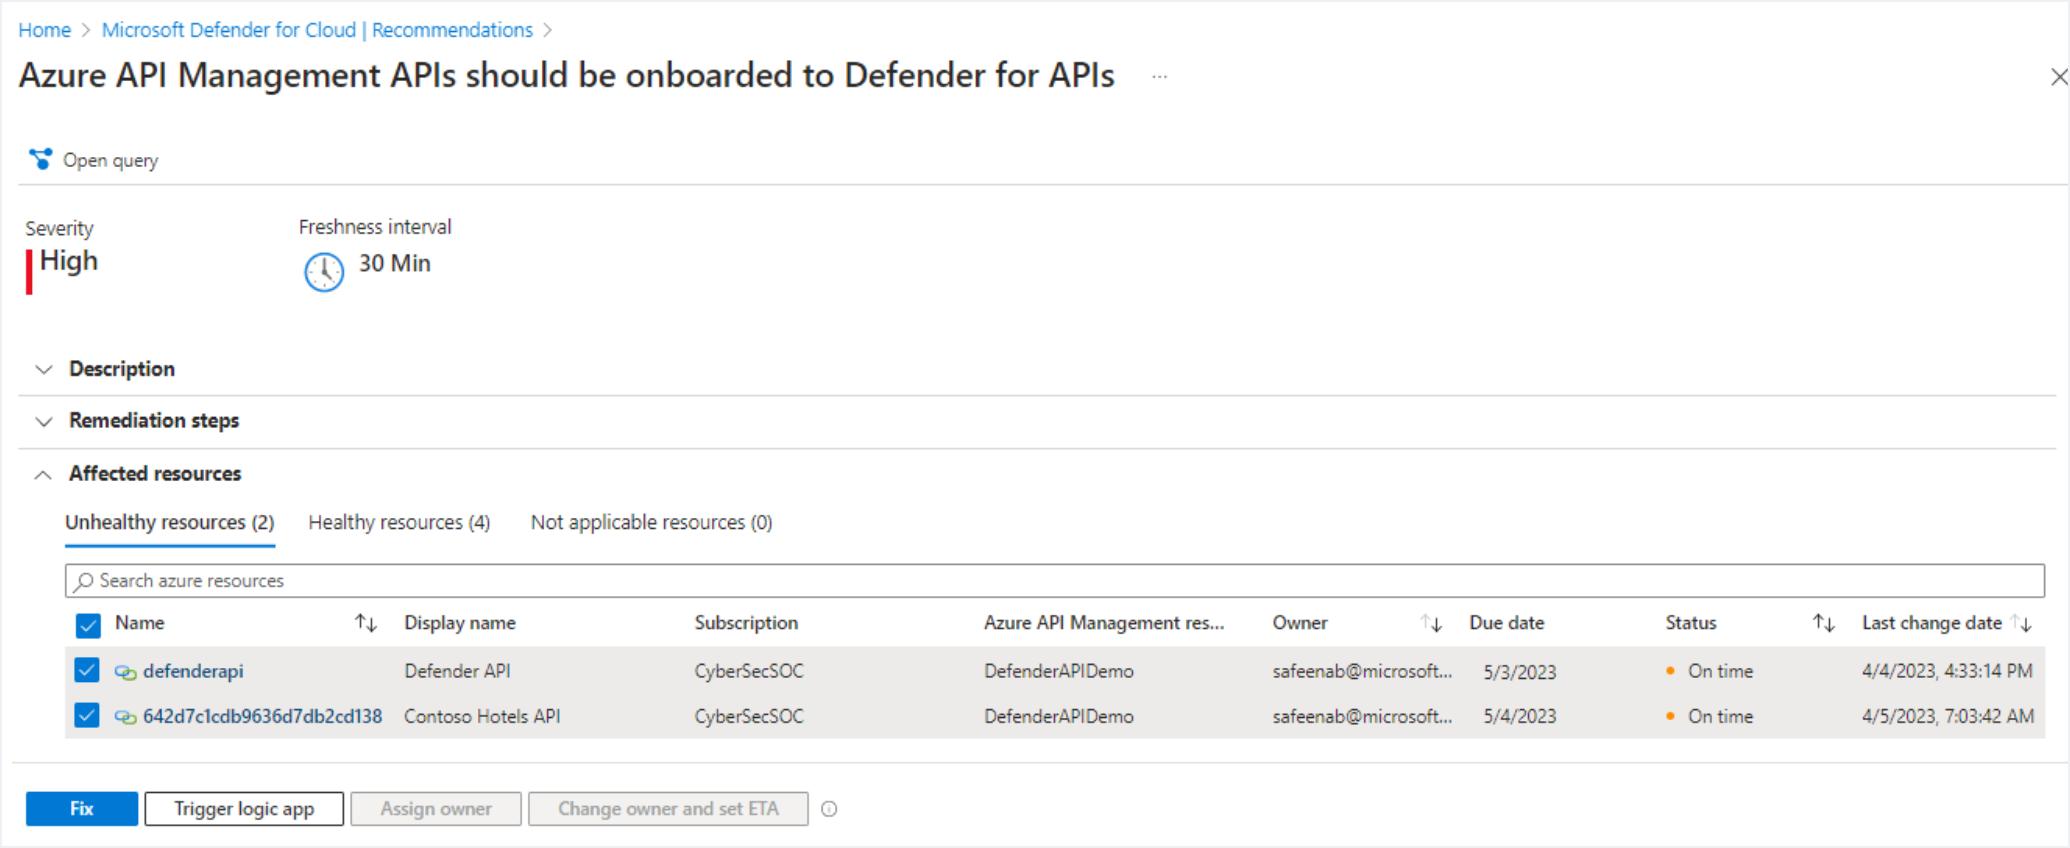 Home > Microsoft Defender for Cloud | Recommendations >
Azure API Management APIs should be onboarded to Defender for APIs ...
Open query
Severity Freshness interval
High 30 Min
Description
Remediation steps
Affected resources
Unhealthy resources (2) Healthy resources (4) Not applicable resources (0)
Search azure resources
Name Display name Subscription Azure API Management res... Owner Due date Status Last change date
defenderapi Defender API CyberSecSOC DefenderAPIDemo safeenab@microsoft... 5/3/2023 On time 4/4/2023, 4:33:14 PM
642d7c1cdb9636d7db2cd138 Contoso Hotels API CyberSecSOC DefenderAPIDemo safeenab@microsoft... 5/4/2023 On time 4/5/2023, 7:03:42 AM
Fix Trigger logic app Assign owner Change owner and set ETA